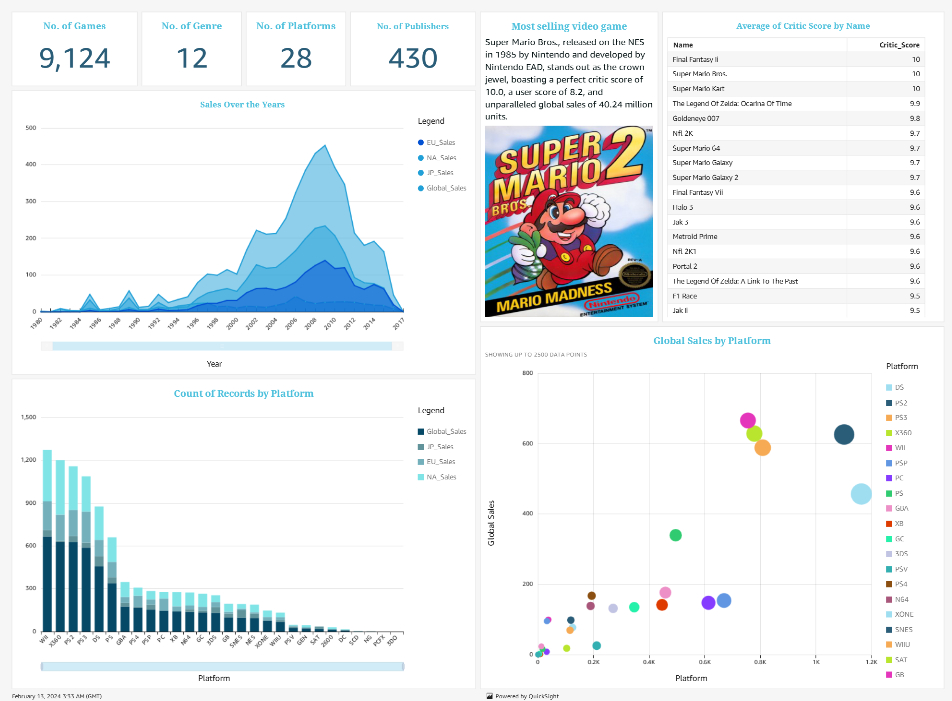 No. of Games
9,124
No. of Genre
12
No. of Platforms
28
No. of Publishers
430
Most selling video game
Super Mario Bros., released on the NES
in 1985 by Nintendo and developed by
Nintendo EAD, stands out as the crown
jewel, boasting a perfect critic score of
10.0, a user score of 8.2, and
unparalleled global sales of 40.24 million
units.
SUPER
MARIO
BROS.
2
TM
MARIO MADNESS
Nintendo
ENTERTAINMENT SYSTEM
Average of Critic Score by Name
Name Critic_Score
Final Fantasy Ii 10
Super Mario Bros. 10
Super Mario Kart 10
The Legend Of Zelda: Ocarina Of Time 9.9
Goldeneye 007 9.8
Nfl 2K 9.7
Super Mario 64 9.7
Super Mario Galaxy 9.7
Super Mario Galaxy 2 9.7
Final Fantasy Vii 9.6
Halo 3 9.6
Jak 3 9.6
Metroid Prime 9.6
Nfl 2K1 9.6
Portal 2 9.6
The Legend Of Zelda: A Link To The Past 9.6
F1 Race 9.5
Jak Ii 9.5
Sales Over the Years
500
400
300
200
100
0
1980 1982 1984 1986 1988 1990 1992 1994 1996 1998 2000 2002 2004 2006 2008 2010 2012 2014 2017
Year
Legend
EU_Sales
NA_Sales
JP_Sales
Global_Sales
Count of Records by Platform
1,500
1,200
900
600
300
0
WII X360 PS2 PS3 DS PS GBA PS4 PSP PC XB N64 GC 3DS GB SNES NES XONE WIIU PSV GEN SAT 2600 DC SCD NG PCFX 3DO
Platform
Legend
Global_Sales
JP_Sales
EU_Sales
NA_Sales
Global Sales by Platform
SHOWING UP TO 2500 DATA POINTS
Global Sales
800
600
400
200
0
0 0.2K 0.4K 0.6K 0.8K 1K 1.2K
Platform
Platform
DS
PS2
PS3
X360
WII
PSP
PC
PS
GBA
XB
GC
3DS
PSV
PS4
N64
XONE
SNES
WIIU
SAT
GB
February 13, 2024 3:33 AM (GMT)
Powered by QuickSight